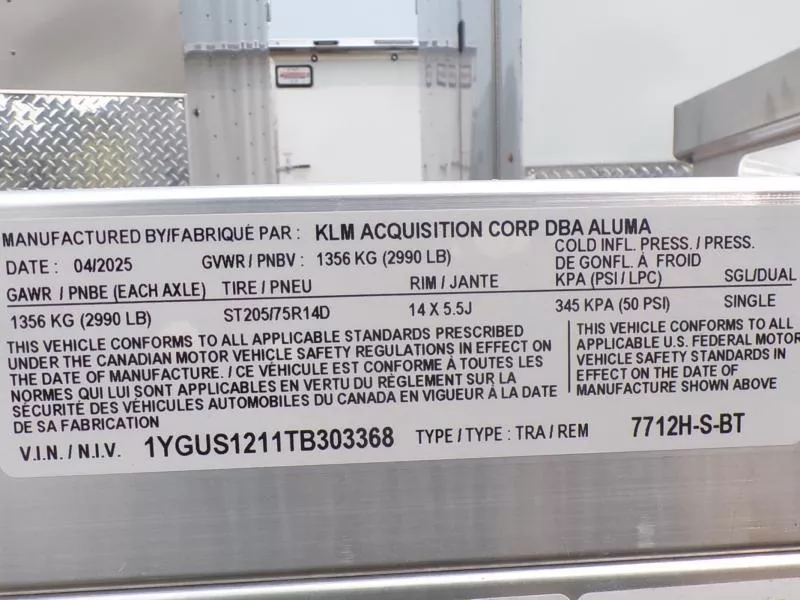 MANUFACTURED BY/FABRIQUÉ PAR : KLM ACQUISITION CORP DBA ALUMA
DATE : 04/2025 GVWR / PNBV : 1356 KG (2990 LB)
COLD INFL. PRESS./ PRESS.
DE GONFL. À FROID
GAWR / PNBE (EACH AXLE) TIRE / PNEU RIM / JANTE KPA (PSI / LPC) SGL/DUAL
1356 KG (2990 LB) ST205/75R14D 14 X 5.5J 345 KPA (50 PSI) SINGLE
THIS VEHICLE CONFORMS TO ALL APPLICABLE STANDARDS PRESCRIBED
UNDER THE CANADIAN MOTOR VEHICLE SAFETY REGULATIONS IN EFFECT ON
THE DATE OF MANUFACTURE. / CE VÉHICULE EST CONFORME À TOUTES LES
NORMES QUI LUI SONT APPLICABLES EN VERTU DU RÈGLEMENT SUR LA
SÉCURITÉ DES VÉHICULES AUTOMOBILES DU CANADA EN VIGUEUR À LA DATE
DE SA FABRICATION
THIS VEHICLE CONFORMS TO ALL
APPLICABLE U.S. FEDERAL MOTOR
VEHICLE SAFETY STANDARDS IN
EFFECT ON THE DATE OF
MANUFACTURE SHOWN ABOVE
V.I.N. / N.I.V. 1YGUS1211TB303368 TYPE / TYPE : TRA / REM 7712H-S-BT